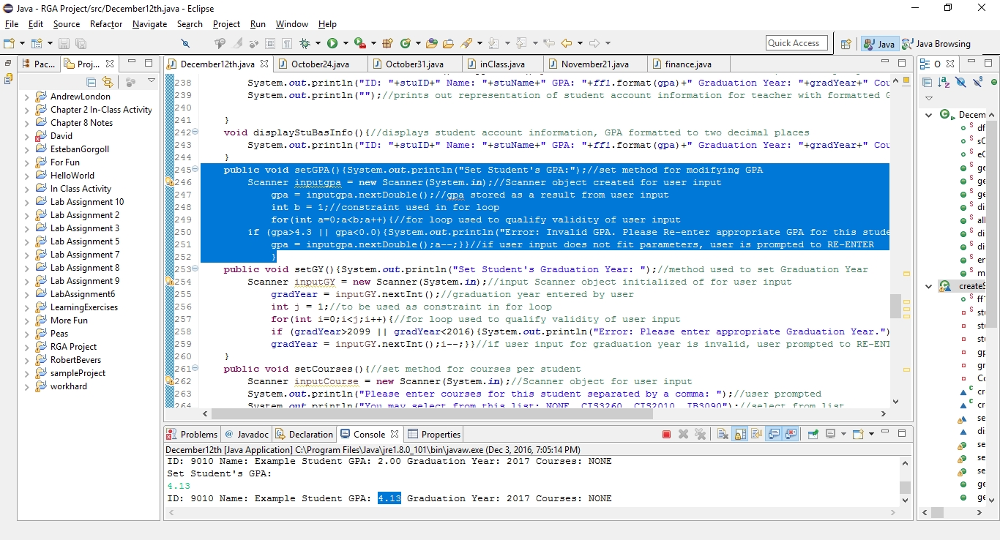 Java - RGA Project/src/December12th.java - Eclipse
File Edit Source Refactor Navigate Search Project Run Window Help
Quick Access Java Java Browsing
Pac... Proj... December12th.java October24.java October31.java inClass.java November21.java finance.java O
AndrewLondon
Chapter 2 In-Class Activity
Chapter 8 Notes
David
EstebanGorgoll
For Fun
HelloWorld
In Class Activity
Lab Assignment 10
Lab Assignment 2
Lab Assignment 3
Lab Assignment 5
Lab Assignment 7
Lab Assignment 8
Lab Assignment 9
LabAssignment6
LearningExercises
More Fun
Peas
RGA Project
RobertBevers
sampleProject
workhard
238 System.out.println("ID: "+stuID+" Name: "+stuName+" GPA: "+ff1.format(gpa)+" Graduation Year: "+gradYear+" Cou
239 System.out.println("");//prints out representation of student account information for teacher with formatted G
240
241 }
242 void displayStuBasInfo(){//displays student account information, GPA formatted to two decimal places
243 System.out.println("ID: "+stuID+" Name: "+stuName+" GPA: "+ff1.format(gpa)+" Graduation Year: "+gradYear+" Cou
244 }
245 public void setGPA(){System.out.println("Set Student's GPA:");//set method for modifying GPA
246 Scanner inputgpa = new Scanner(System.in);//Scanner object created for user input
247 gpa = inputgpa.nextDouble();//gpa stored as a result from user input
248 int b = 1;//constraint used in for loop
249 for(int a=0;a<b;a++){//for loop used to qualify validity of user input
250 if (gpa>4.3 || gpa<0.0){System.out.println("Error: Invalid GPA. Please Re-enter appropriate GPA for this stude
251 gpa = inputgpa.nextDouble();a--;}}//if user input does not fit parameters, user is prompted to RE-ENTER
252 }
253 public void setGY(){System.out.println("Set Student's Graduation Year: ");//method used to set Graduation Year
254 Scanner inputGY = new Scanner(System.in);//input Scanner object initialized of for user input
255 gradYear = inputGY.nextInt();//graduation year entered by user
256 int j = 1;//to be used as constraint in for loop
257 for(int i=0;i<j;i++){//for loop used to qualify validity of user input
258 if (gradYear>2099 || gradYear<2016){System.out.println("Error: Please enter appropriate Graduation Year.")
259 gradYear = inputGY.nextInt();i--;}}//if user input for graduation year is invalid, user prompted to RE-ENT
260 }
261 public void setCourses(){//set method for courses per student
262 Scanner inputCourse = new Scanner(System.in);//Scanner object for user input
263 System.out.println("Please enter courses for this student separated by a comma: ");//user prompted
264 System.out.println("You may select from this list: NONE, CIS3260, CIS2010, IB3090");//select from list
Decem
df
sC
eC
ge
ge
ge
di
all
di
di
en
m
createS
ff1
stu
stu
stu
gp
gr
Co
cr
cr
se
di
se
se
se
ge
ge
Problems Javadoc Declaration Console Properties
December12th [Java Application] C:\Program Files\Java\jre1.8.0_101\bin\javaw.exe (Dec 3, 2016, 7:05:14 PM)
ID: 9010 Name: Example Student GPA: 2.00 Graduation Year: 2017 Courses: NONE
Set Student's GPA:
4.13
ID: 9010 Name: Example Student GPA: 4.13 Graduation Year: 2017 Courses: NONE